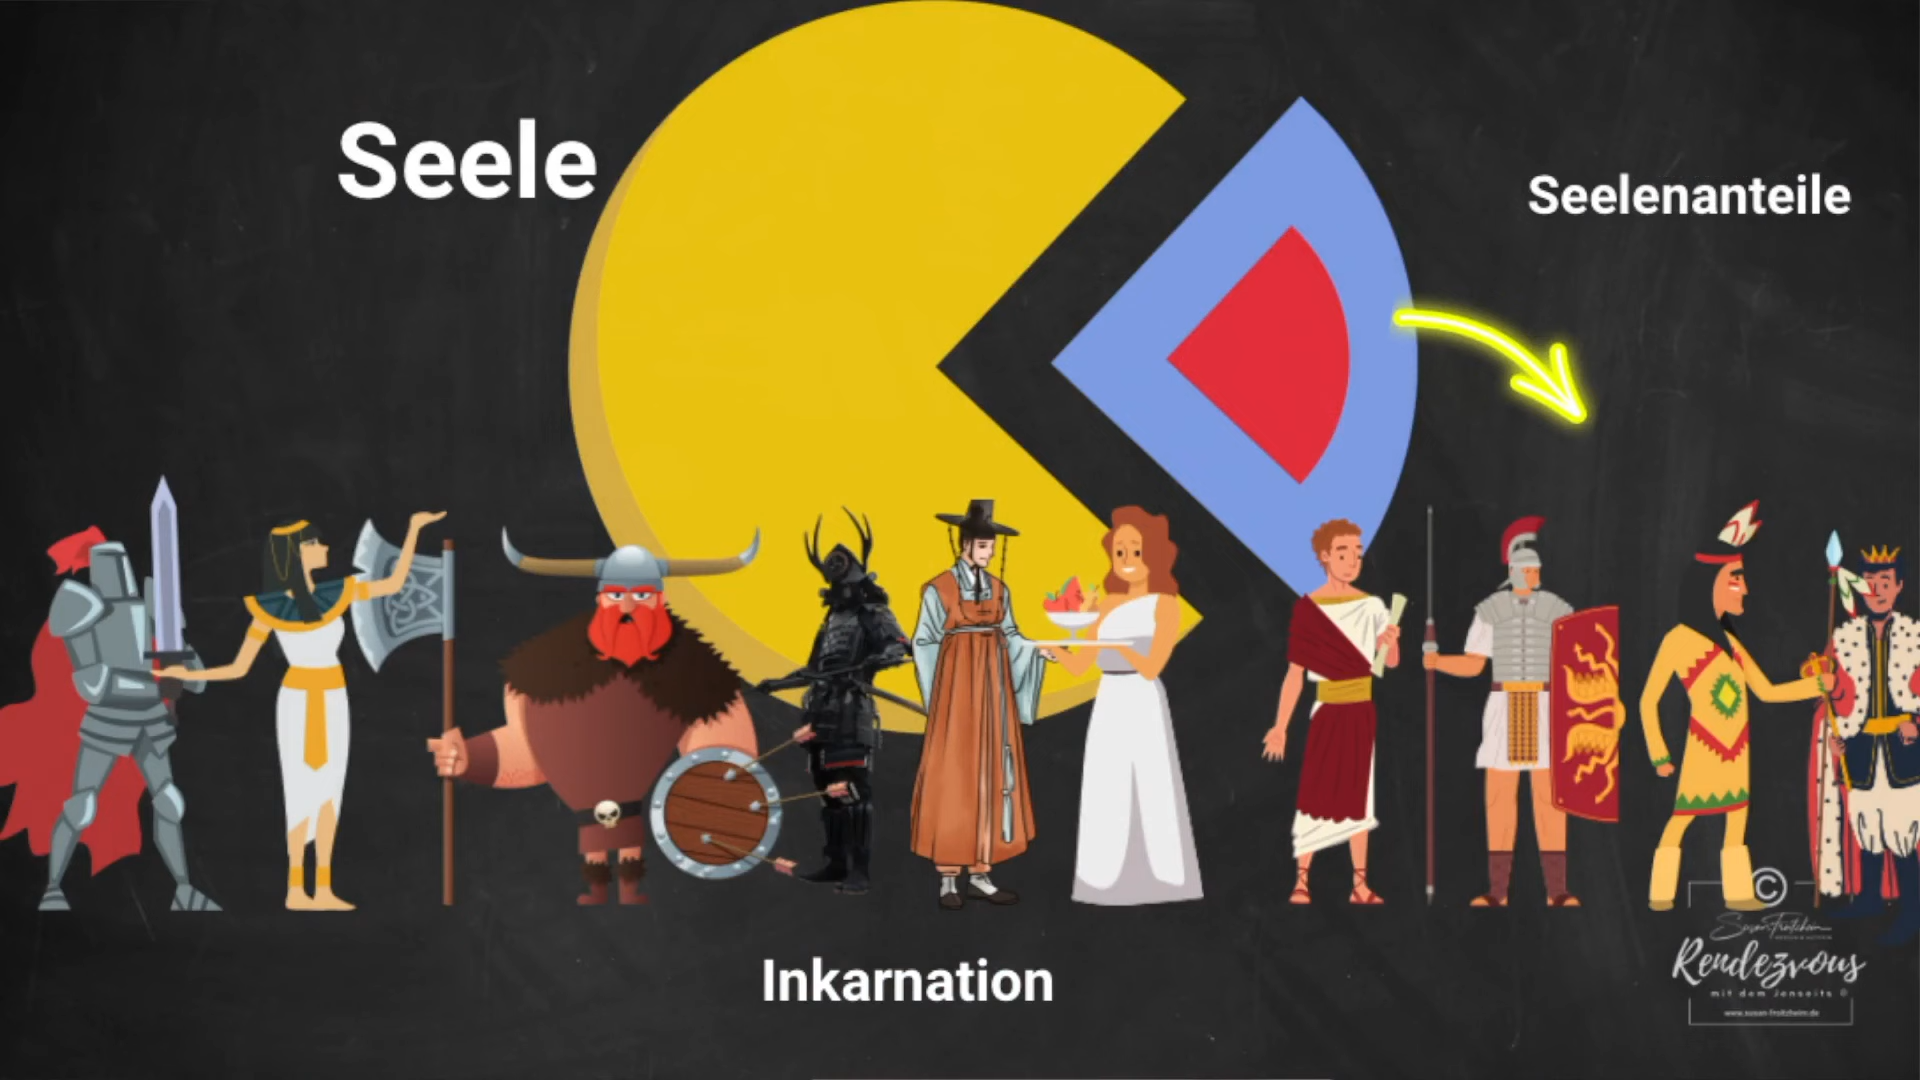 Seele
Seelenanteile
Inkarnation
©
Rendezvous
mit dem Jenseits ®